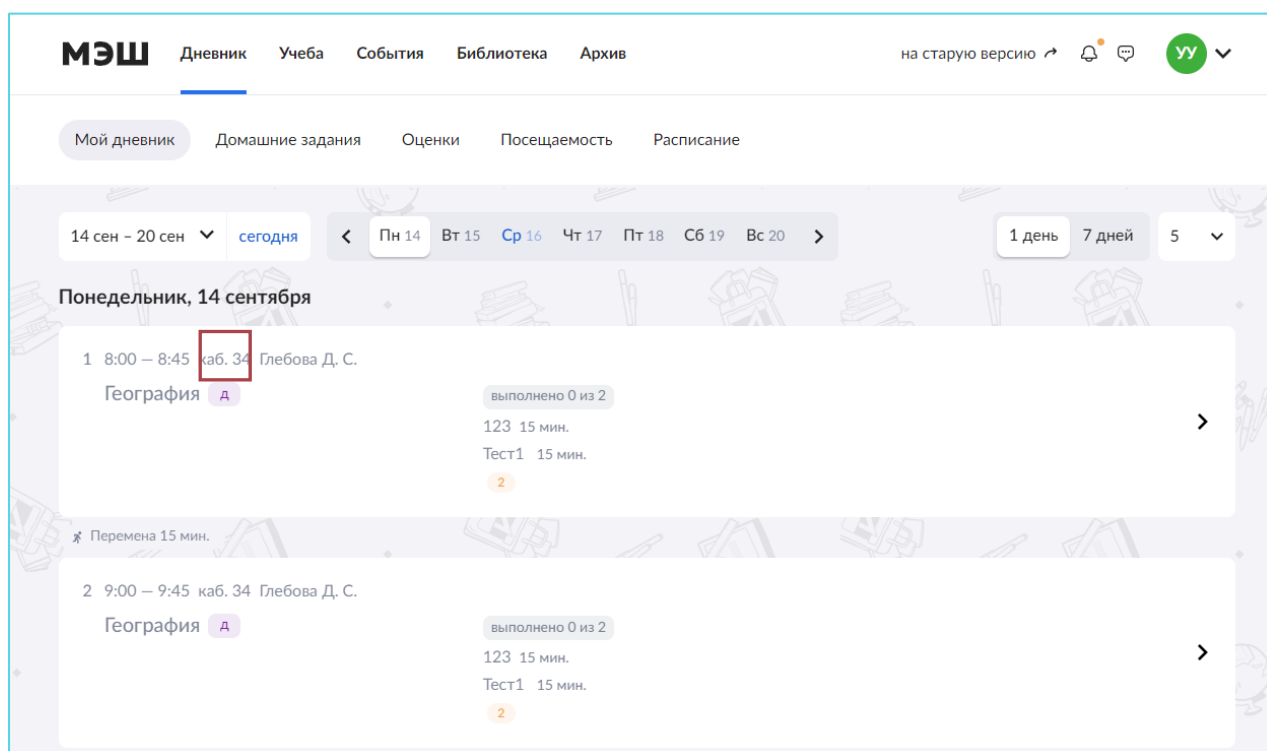 МЭШ Дневник Учеба События Библиотека Архив на старую версию УУ
Мой дневник Домашние задания Оценки Посещаемость Расписание
14 сен – 20 сен сегодня Пн 14 Вт 15 Ср 16 Чт 17 Пт 18 Сб 19 Вс 20 1 день 7 дней 5
Понедельник, 14 сентября
1 8:00 — 8:45 каб. 34 Глебова Д. С.
География д
выполнено 0 из 2
123 15 мин.
Тест1 15 мин.
2
Перемена 15 мин.
2 9:00 — 9:45 каб. 34 Глебова Д. С.
География д
выполнено 0 из 2
123 15 мин.
Тест1 15 мин.
2